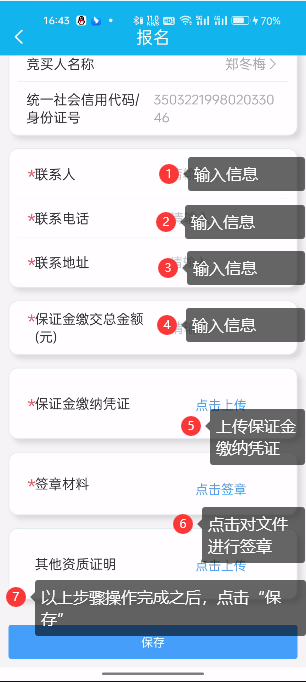 16:43 70%
报名
竞买人名称 郑冬梅 >
统一社会信用代码/ 3503221998020330
身份证号 46
*联系人 1 输入信息
*联系电话 2 输入信息
*联系地址 3 输入信息
*保证金缴交总金额 4 输入信息
(元)
*保证金缴纳凭证 点击上传
5 上传保证金
缴纳凭证
*签章材料 点击签章
6 点击对文件
进行签章
其他资质证明 点击上传
7 以上步骤操作完成之后，点击“保
存”
保存